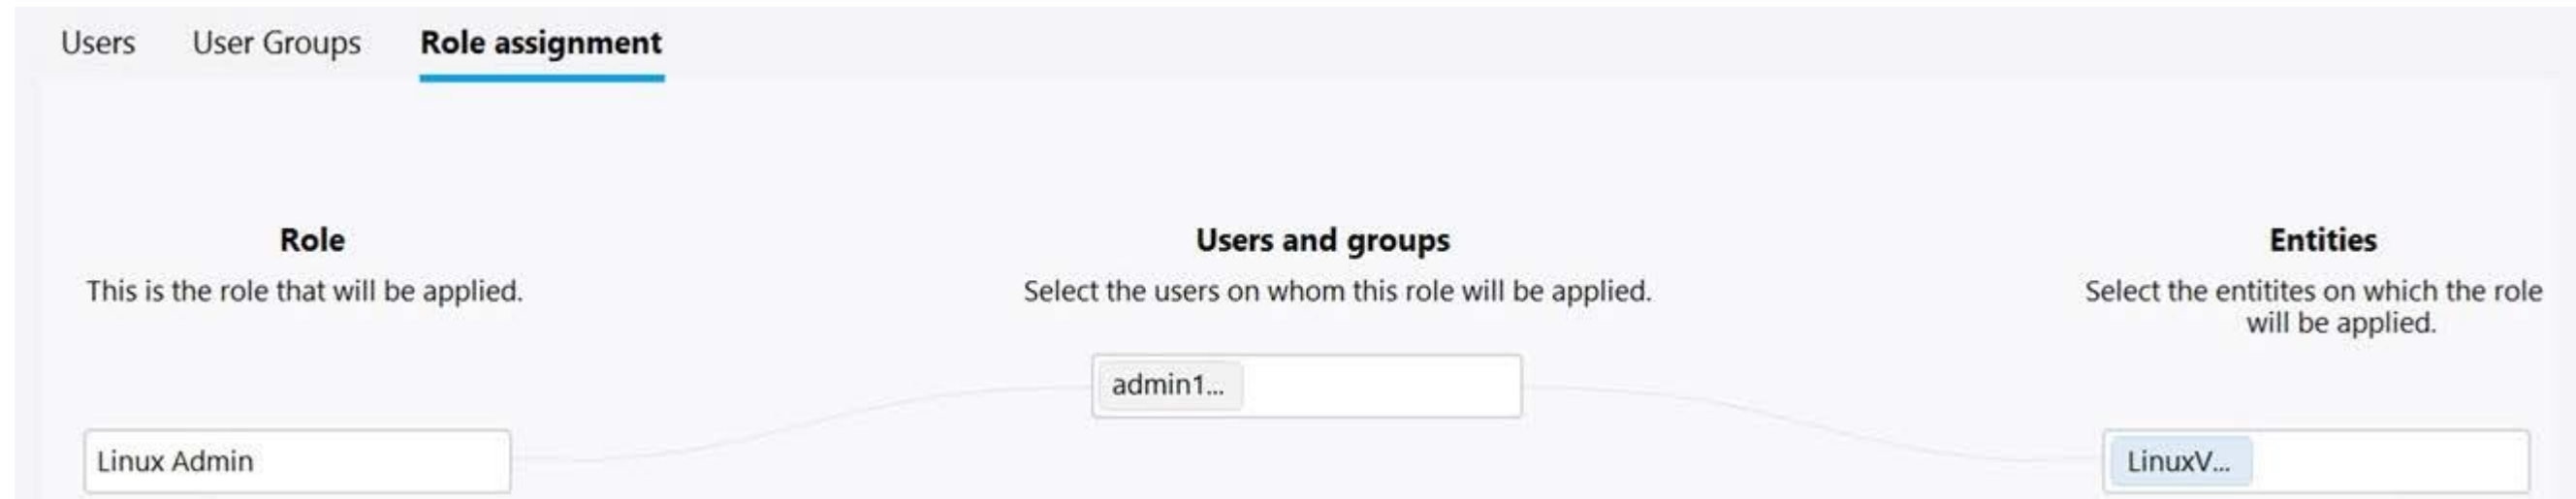 Users User Groups Role assignment
Role
This is the role that will be applied.
Users and groups
Select the users on whom this role will be applied.
Entities
Select the entitites on which the role
will be applied.
Linux Admin
admin1...
LinuxV...